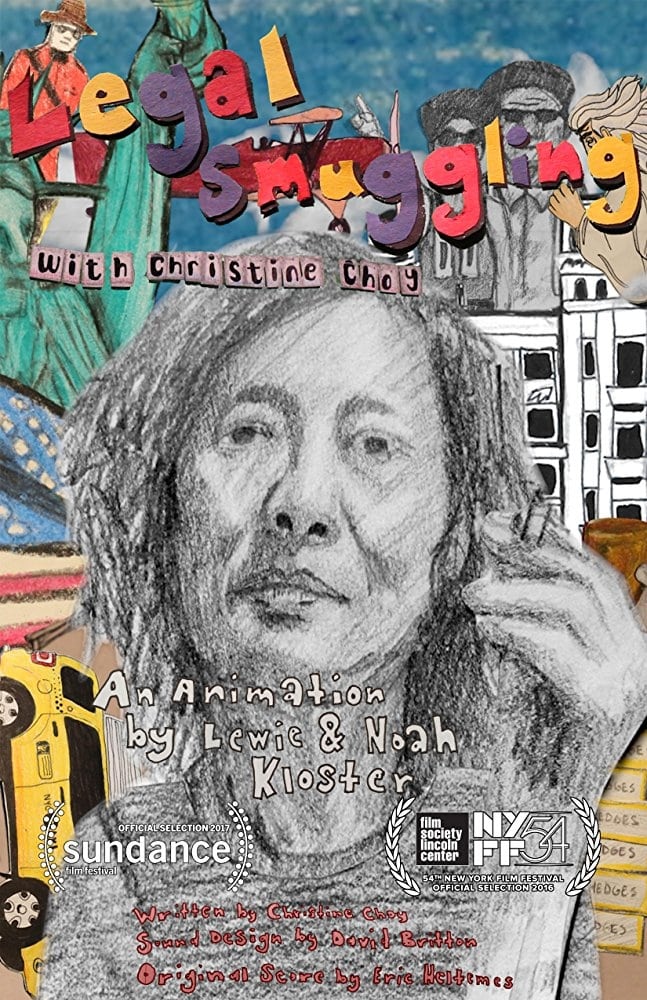 Legal
Smuggling
with Christine Choy
An Animation
by Lewie & Noah
Kloster
OFFICIAL SELECTION 2017
sundance
film festival
film
society
lincoln
center
NYFF54
54TH NEW YORK FILM FESTIVAL
OFFICIAL SELECTION 2016
EDGES
Written by Christine Choy
Sound Design by David Britton
Original Score by Eric Heltemes